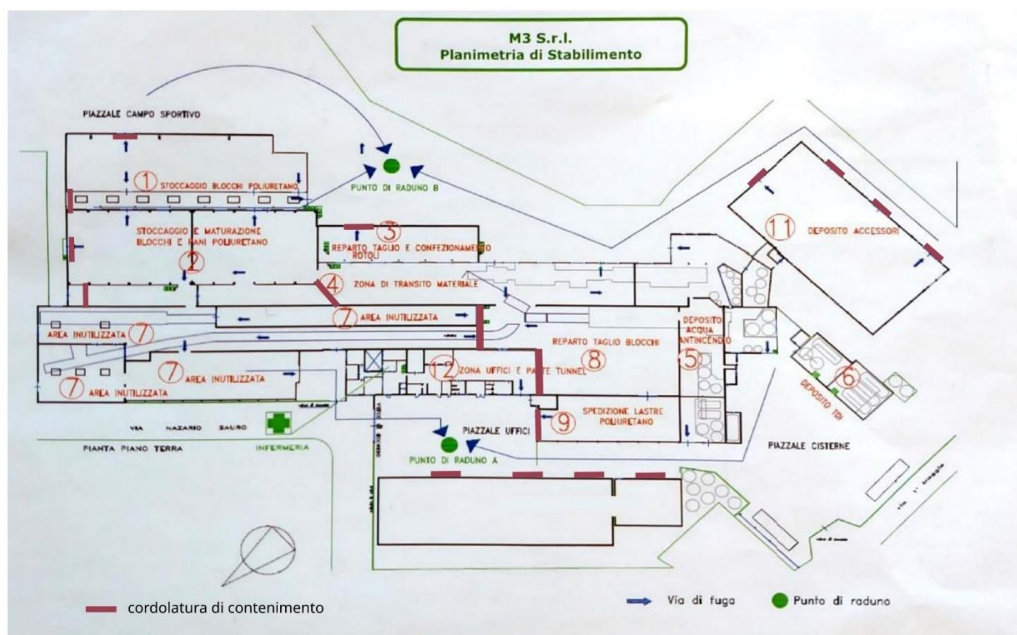 M3 S.r.l.
Planimetria di Stabilimento
PIAZZALE CAMPO SPORTIVO
1 STOCCAGGIO BLOCCHI POLIURETANO
PUNTO DI RADUNO B
STOCCAGGIO E MATURAZIONE
BLOCCHI E PANI POLIURETANO
2
3
REPARTO TAGLIO E CONFEZIONAMENTO
ROTOLI
11 DEPOSITO ACCESSORI
4 ZONA DI TRANSITO MATERIALE
7 AREA INUTILIZZATA
AREA INUTILIZZATA 7
DEPOSITO
ACQUA
ANTINCENDIO
5
REPARTO TAGLIO BLOCCHI
8
7 AREA INUTILIZZATA
7 AREA INUTILIZZATA
12 ZONA UFFICI E PARTE TUNNEL
6
DEPOSITO TDI
9 SPEDIZIONE LASTRE
POLIURETANO
VIA NAZARIO SAURO
PIAZZALE UFFICI
PIANTA PIANO TERRA
INFERMERIA
PUNTO DI RADUNO A
PIAZZALE CISTERNE
cordolatura di contenimento
Via di fuga
Punto di raduno